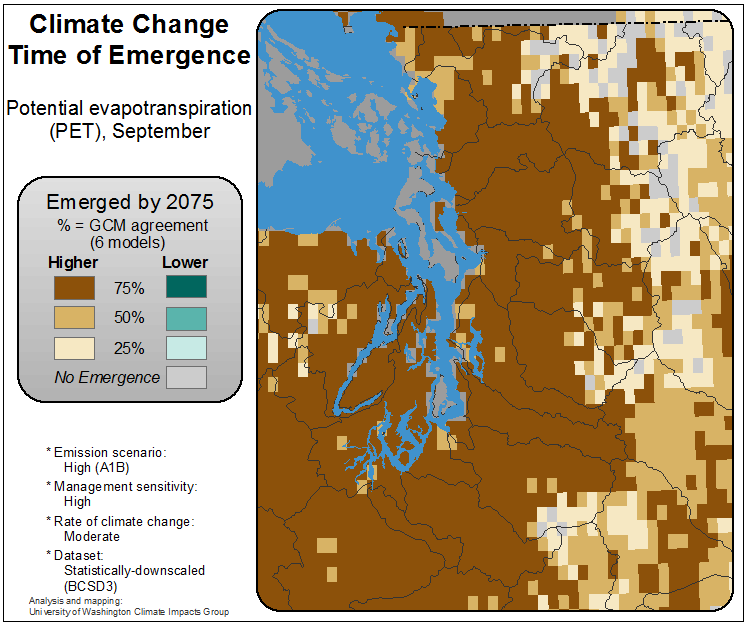 Climate Change
Time of Emergence
Potential evapotranspiration
(PET), September
Emerged by 2075
% = GCM agreement
(6 models)
Higher Lower
75%
50%
25%
No Emergence
* Emission scenario:
High (A1B)
* Management sensitivity:
High
* Rate of climate change:
Moderate
* Dataset:
Statistically-downscaled
(BCSD3)
Analysis and mapping:
University of Washington Climate Impacts Group